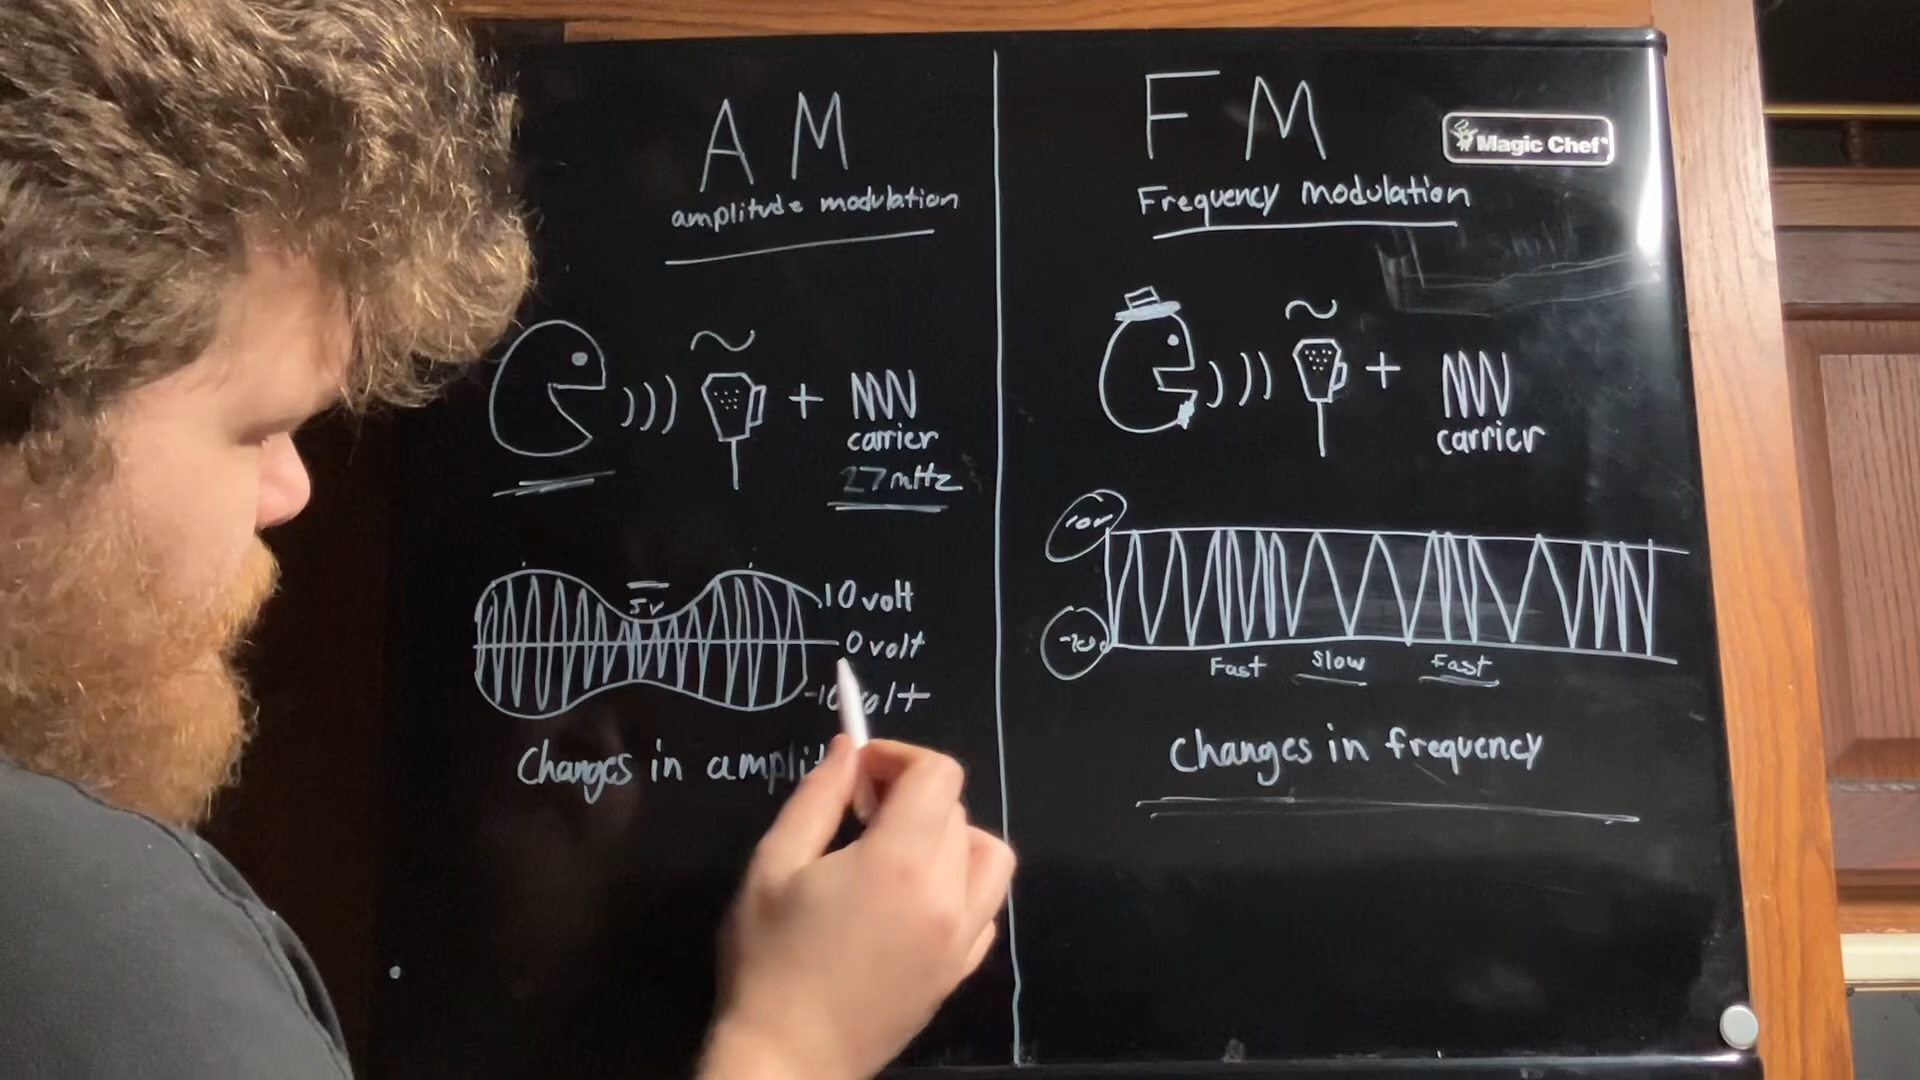 A M
amplitude modulation
carrier
27 mHz
5v
10 volt
0 volt
Changes in
F M
Magic Chef
Frequency modulation
carrier
10v
Fast Slow Fast
Changes in frequency